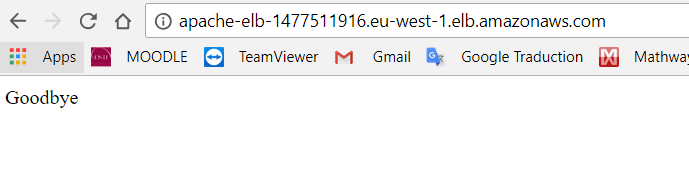 apache-elb-1477511916.eu-west-1.elb.amazonaws.com
Apps MOODLE TeamViewer Gmail Google Traduction Mathway
Goodbye